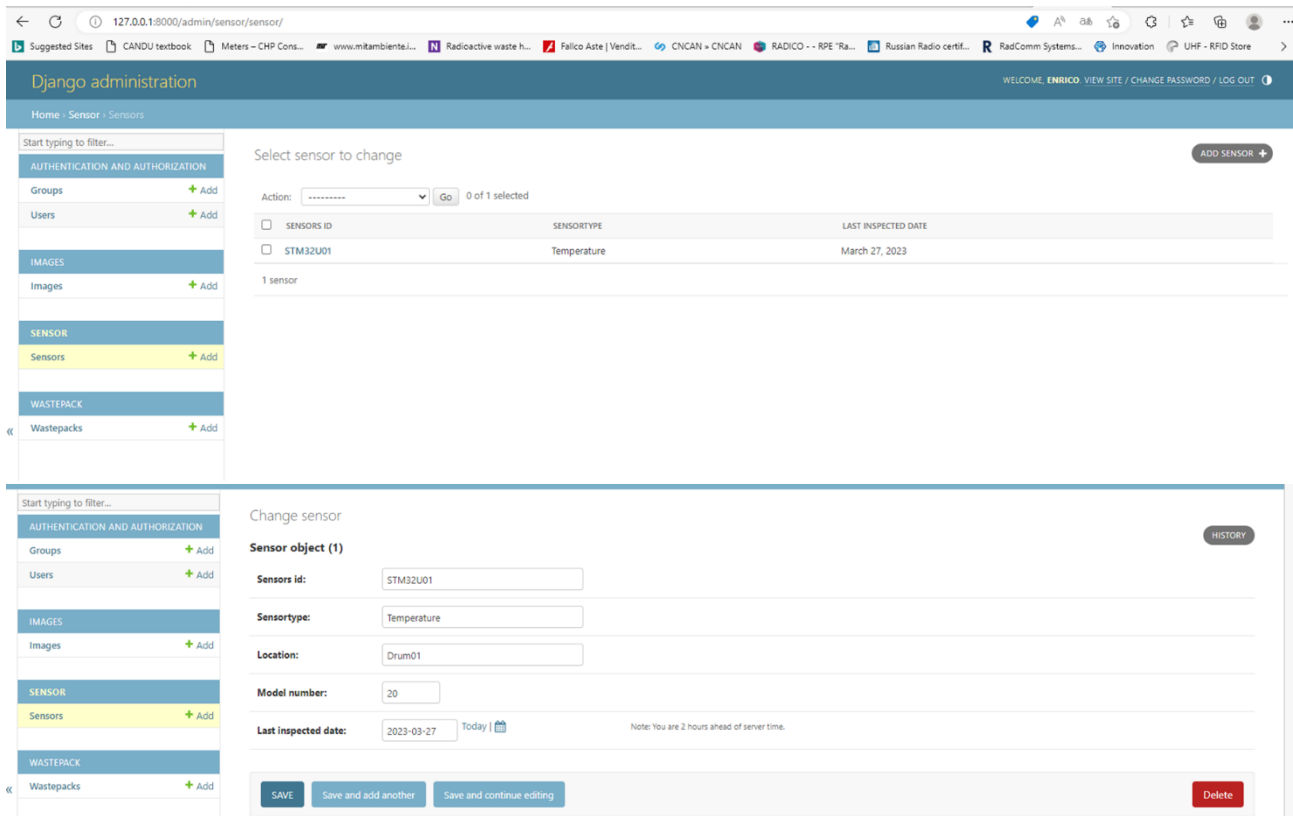 127.0.0.1:8000/admin/sensor/sensor/
Suggested Sites CANDU textbook Meters – CHP Cons... www.mitambiente.i... Radioactive waste h... Fallco Aste | Vendit... CNCAN » CNCAN RADICO - - RPE "Ra... Russian Radio certif... RadComm Systems... Innovation UHF - RFID Store
Django administration
WELCOME, ENRICO. VIEW SITE / CHANGE PASSWORD / LOG OUT
Home › Sensor › Sensors
Start typing to filter...
AUTHENTICATION AND AUTHORIZATION
Groups + Add
Users + Add
IMAGES
Images + Add
SENSOR
Sensors + Add
WASTEPACK
« Wastepacks + Add
Select sensor to change
ADD SENSOR +
Action: --------- Go 0 of 1 selected
SENSORS ID SENSORTYPE LAST INSPECTED DATE
STM32U01 Temperature March 27, 2023
1 sensor
Start typing to filter...
AUTHENTICATION AND AUTHORIZATION
Groups + Add
Users + Add
IMAGES
Images + Add
SENSOR
Sensors + Add
WASTEPACK
« Wastepacks + Add
Change sensor
HISTORY
Sensor object (1)
Sensors id: STM32U01
Sensortype: Temperature
Location: Drum01
Model number: 20
Last inspected date: 2023-03-27 Today | Note: You are 2 hours ahead of server time.
SAVE Save and add another Save and continue editing Delete